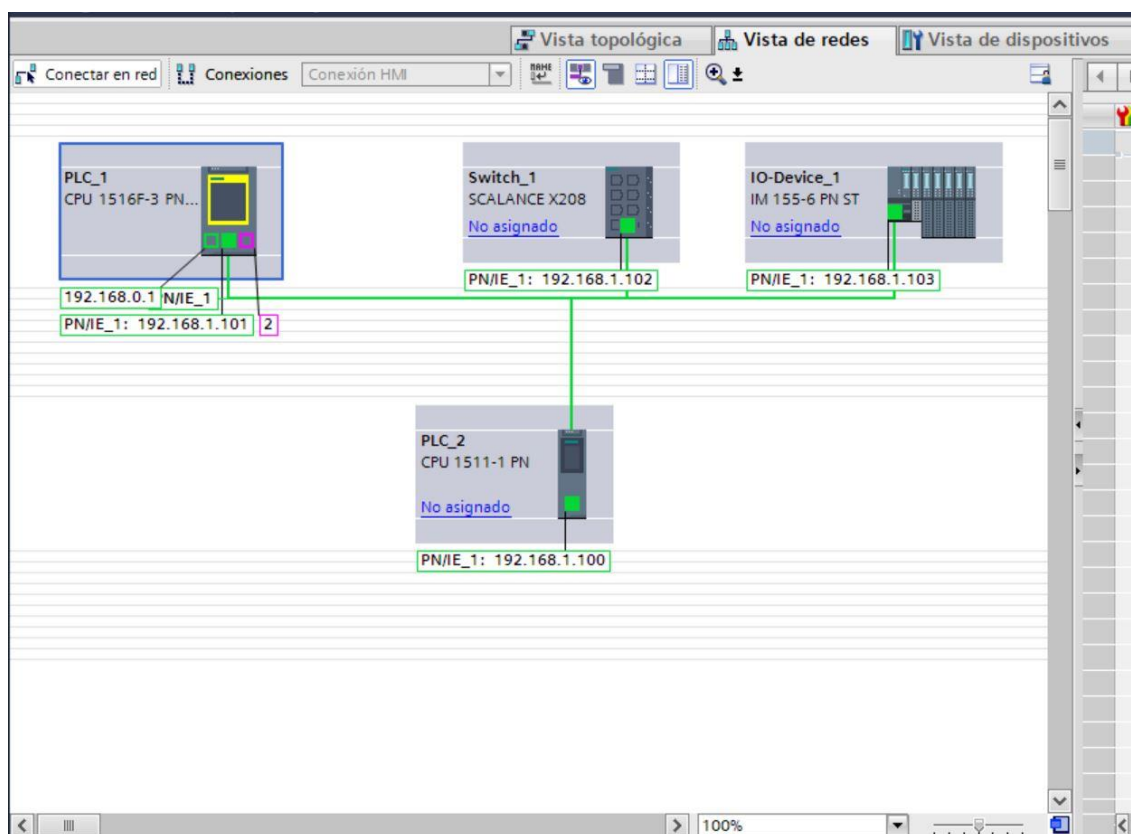 Vista topológica
Vista de redes
Vista de dispositivos
Conectar en red
Conexiones
Conexión HMI
NAME
PLC_1
CPU 1516F-3 PN...
Switch_1
SCALANCE X208
No asignado
IO-Device_1
IM 155-6 PN ST
No asignado
PN/IE_1: 192.168.1.102
PN/IE_1: 192.168.1.103
192.168.0.1
N/IE_1
PN/IE_1: 192.168.1.101
2
PLC_2
CPU 1511-1 PN
No asignado
PN/IE_1: 192.168.1.100
100%